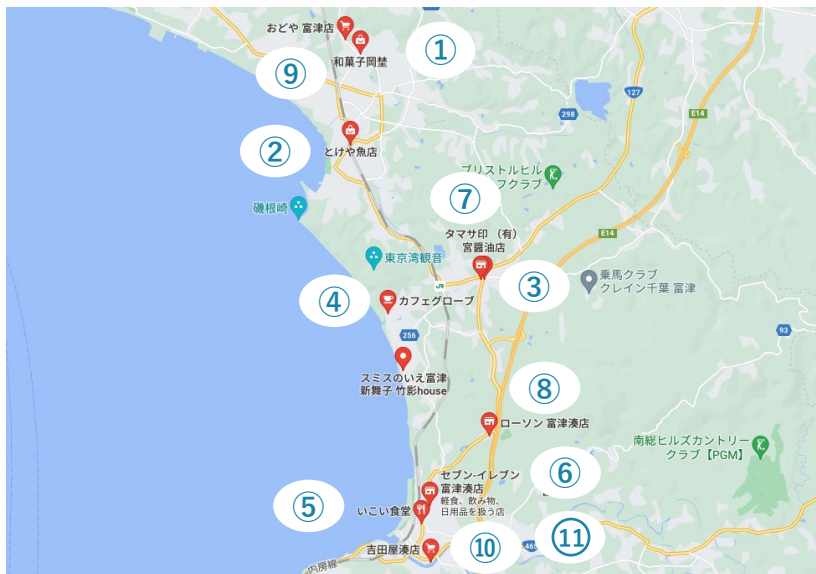 おどや 富津店
①
和菓子岡埜
⑨
127
E14
298
②
とけや魚店
ブリストルヒル
フクラブ
⑦
磯根崎
タマサ印 （有）
宮醤油店
E14
東京湾観音
乗馬クラブ
クレイン千葉 富津
③
JR
④
カフェグローブ
256
93
スミスのいえ富津
新舞子 竹影house
⑧
ローソン 富津湊店
南総ヒルズカントリー
クラブ【PGM】
セブン-イレブン
富津湊店
軽食、飲み物、
日用品を扱う店
⑥
⑤
いこい食堂
吉田屋湊店
⑩
465
⑪
内房線